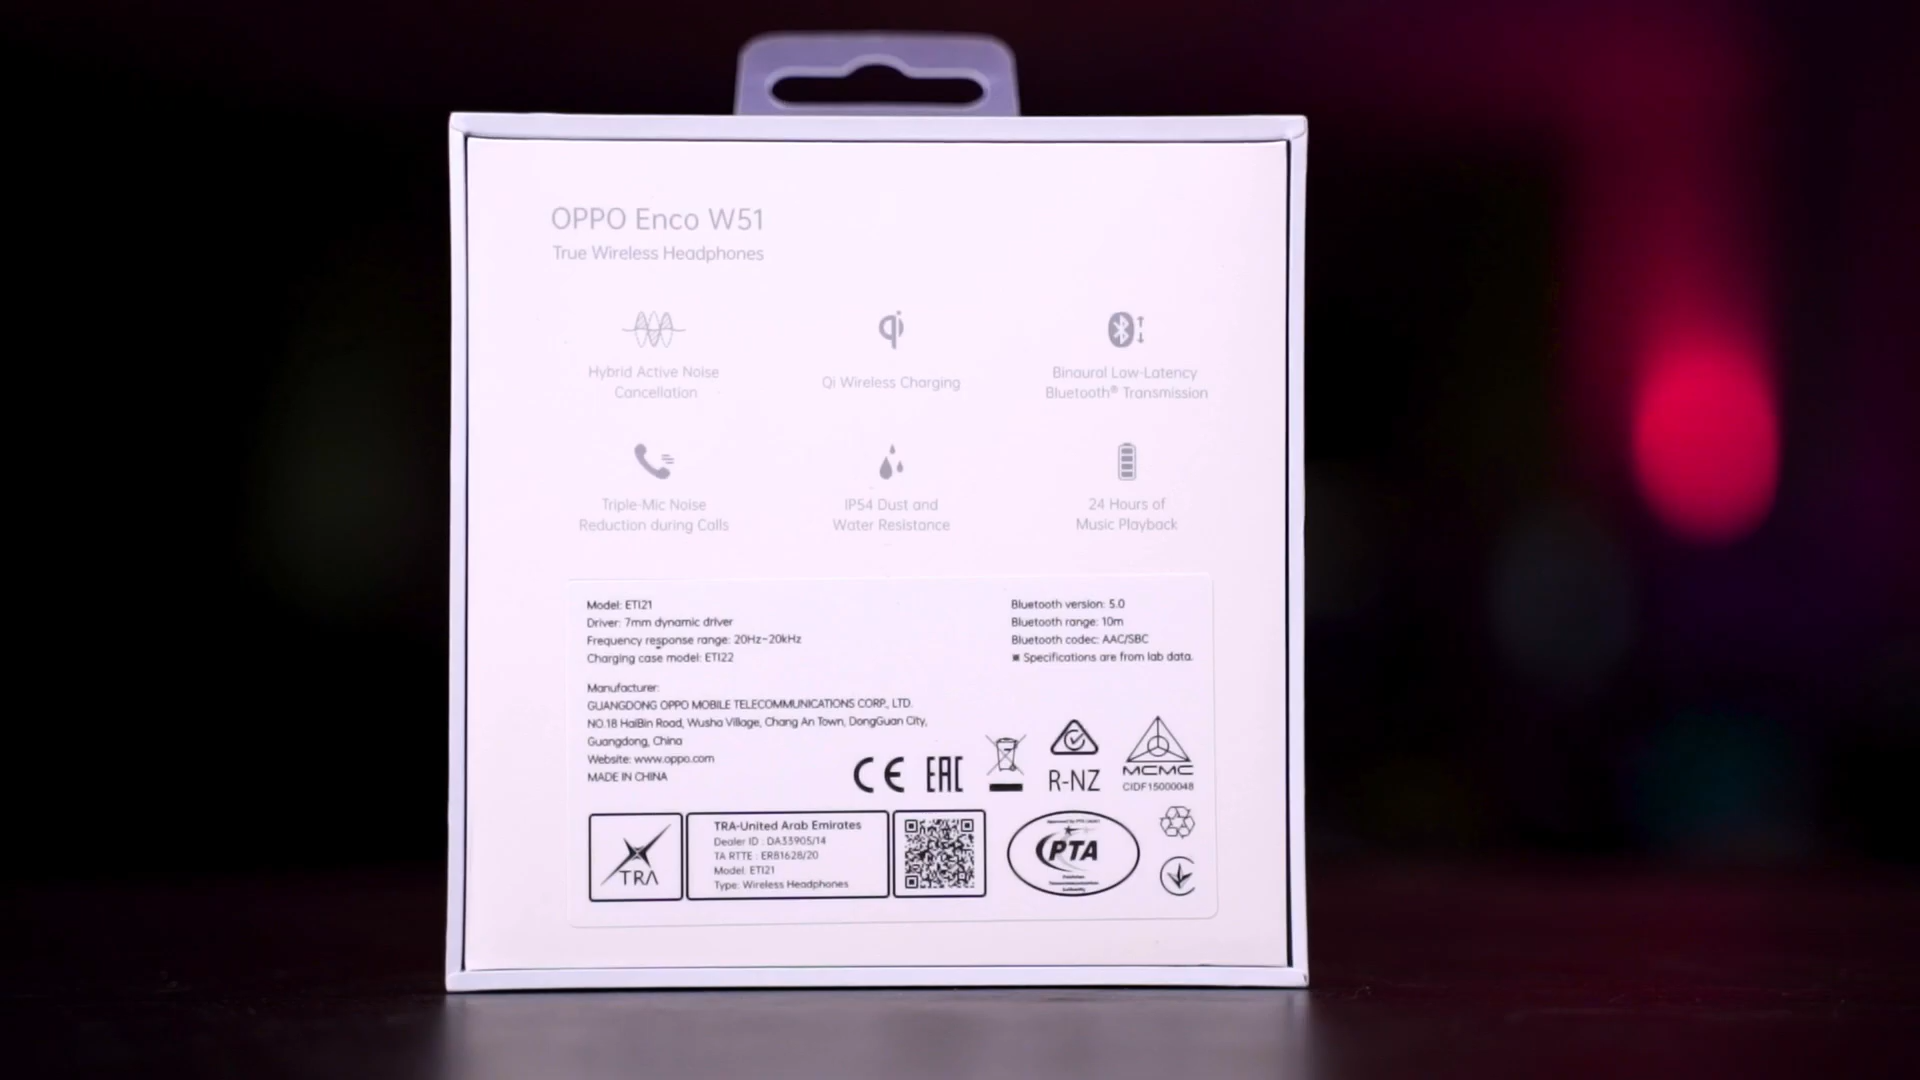 OPPO Enco W51
True Wireless Headphones
Hybrid Active Noise
Cancellation
Qi Wireless Charging
Binaural Low-Latency
Bluetooth® Transmission
Triple-Mic Noise
Reduction during Calls
IP54 Dust and
Water Resistance
24 Hours of
Music Playback
Model: ETI21
Driver: 7mm dynamic driver
Frequency response range: 20Hz~20kHz
Charging case model: ETI22
Bluetooth version: 5.0
Bluetooth range: 10m
Bluetooth codec: AAC/SBC
※ Specifications are from lab data.
Manufacturer:
GUANGDONG OPPO MOBILE TELECOMMUNICATIONS CORP., LTD.
NO.18 HaiBin Road, Wusha Village, Chang An Town, DongGuan City,
Guangdong, China
Website: www.oppo.com
MADE IN CHINA
CE
EAC
R-NZ
MCMC
CIDF15000048
TRA
TRA-United Arab Emirates
Dealer ID : DA33905/14
TA RTTE : ER81628/20
Model: ETI21
Type: Wireless Headphones
PTA
Pakistan
Telecommunication
Authority